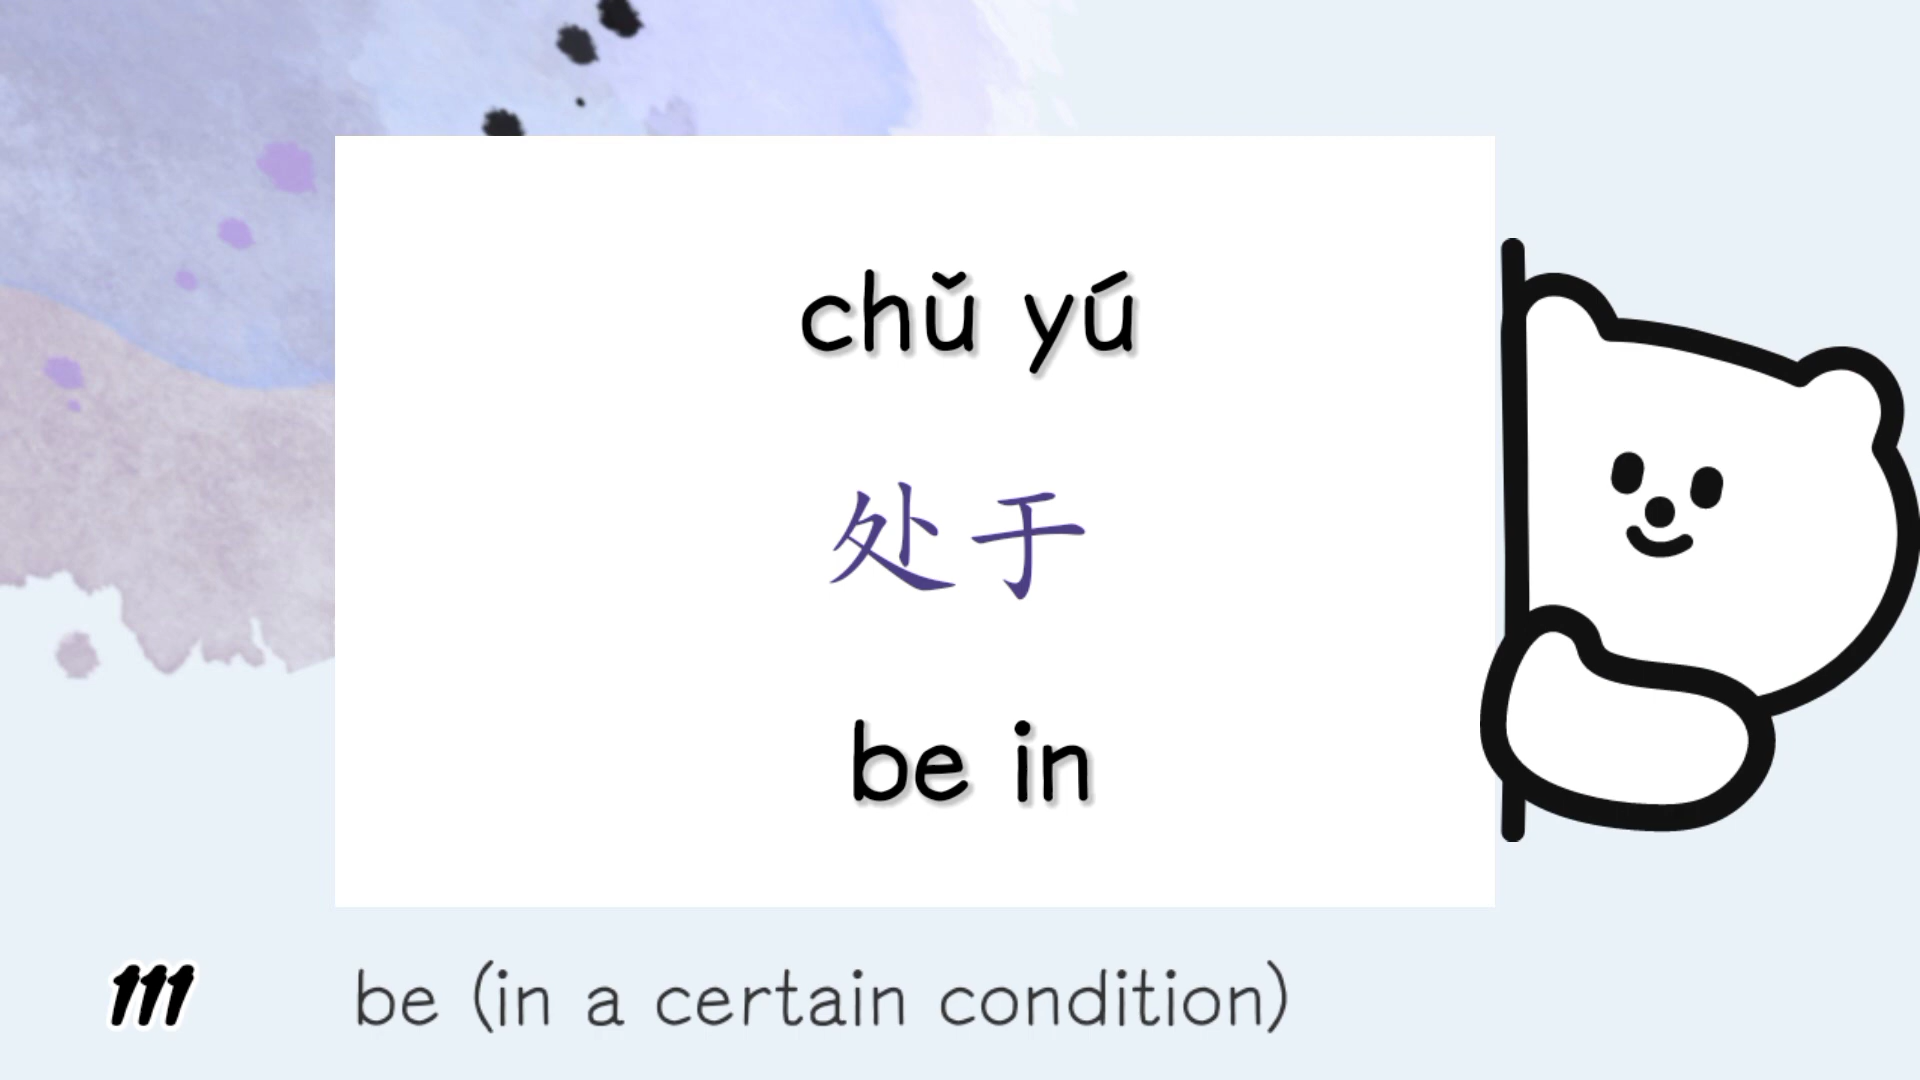 chǔ yú
处于
be in
111
be (in a certain condition)